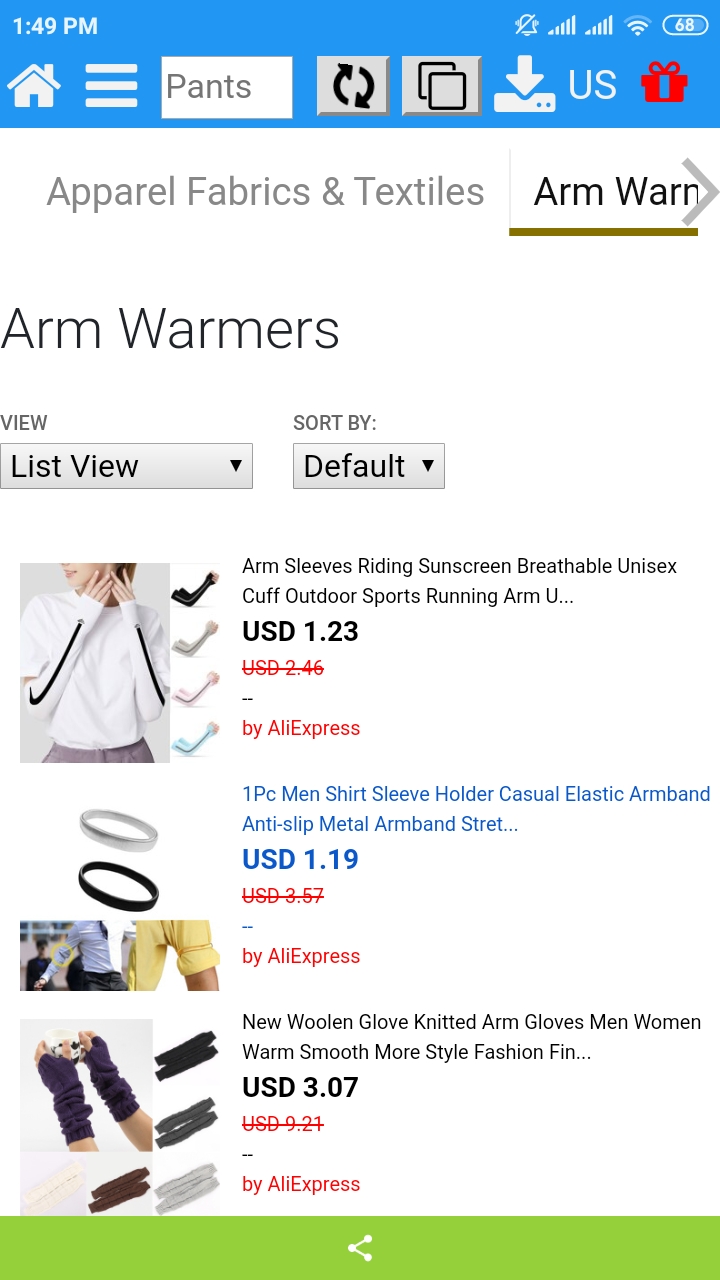 1:49 PM
68
Pants
US
Apparel Fabrics & Textiles
Arm Warm
Arm Warmers
VIEW
SORT BY:
List View
Default
Arm Sleeves Riding Sunscreen Breathable Unisex
Cuff Outdoor Sports Running Arm U...
USD 1.23
USD 2.46
--
by AliExpress
1Pc Men Shirt Sleeve Holder Casual Elastic Armband
Anti-slip Metal Armband Stret...
USD 1.19
USD 3.57
--
by AliExpress
New Woolen Glove Knitted Arm Gloves Men Women
Warm Smooth More Style Fashion Fin...
USD 3.07
USD 9.21
--
by AliExpress